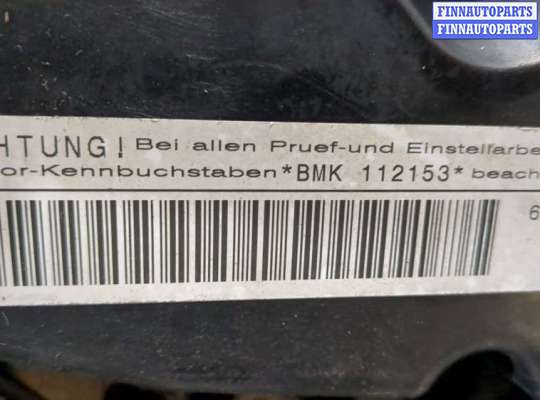 FINNAUTOPARTS
FINNAUTOPARTS
HTUNG! Bei allen Pruef-und Einstellarbe
or-Kennbuchstaben *BMK 112153* beach
6